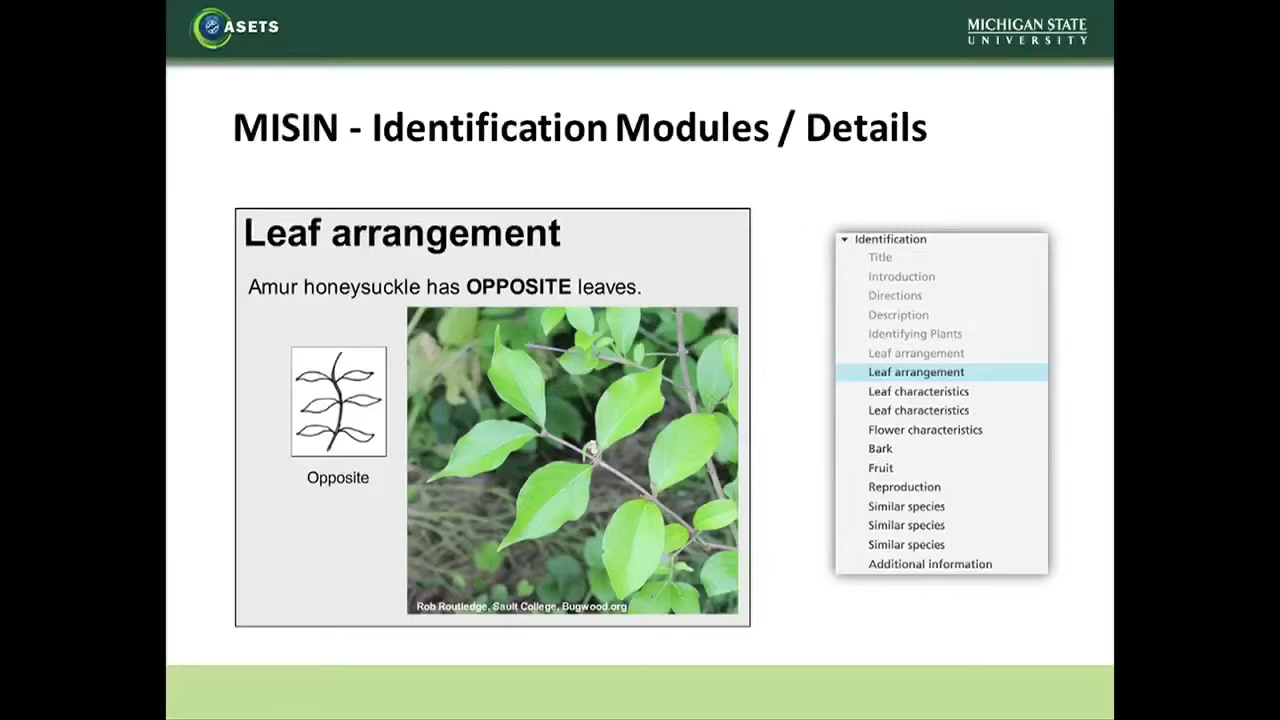 ASETS
MICHIGAN STATE
UNIVERSITY
MISIN - Identification Modules / Details
Leaf arrangement
Amur honeysuckle has OPPOSITE leaves.
Opposite
Rob Routledge, Sault College, Bugwood.org
Identification
Title
Introduction
Directions
Description
Identifying Plants
Leaf arrangement
Leaf arrangement
Leaf characteristics
Leaf characteristics
Flower characteristics
Bark
Fruit
Reproduction
Similar species
Similar species
Similar species
Additional information